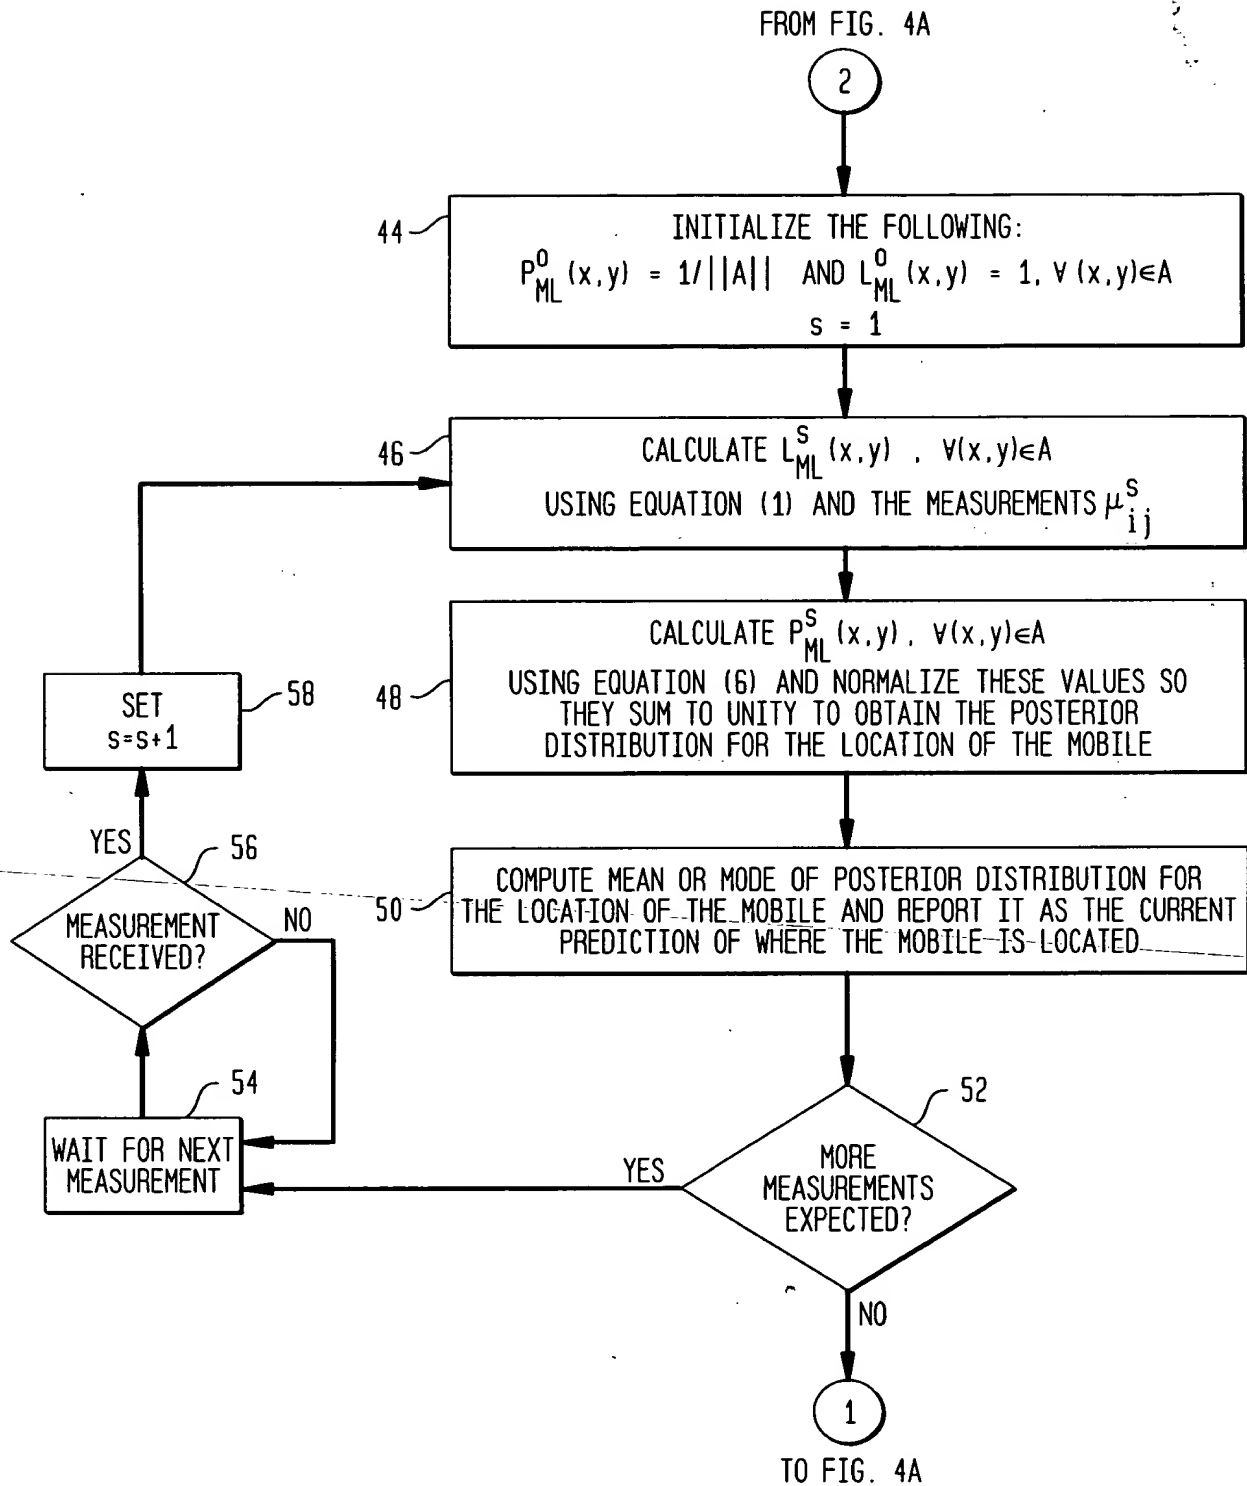 FROM FIG. 4A
2
44
INITIALIZE THE FOLLOWING:
P⁰_ML (x,y) = 1/||A|| AND L⁰_ML (x,y) = 1, ∀ (x,y)∈A
s = 1
46
CALCULATE L^S_ML (x,y) , ∀(x,y)∈A
USING EQUATION (1) AND THE MEASUREMENTS μ^S_ij
48
CALCULATE P^S_ML (x,y), ∀(x,y)∈A
USING EQUATION (6) AND NORMALIZE THESE VALUES SO
THEY SUM TO UNITY TO OBTAIN THE POSTERIOR
DISTRIBUTION FOR THE LOCATION OF THE MOBILE
58
SET
s=s+1
YES
56
MEASUREMENT
RECEIVED?
NO
50
COMPUTE MEAN OR MODE OF POSTERIOR DISTRIBUTION FOR
THE LOCATION OF THE MOBILE AND REPORT IT AS THE CURRENT
PREDICTION OF WHERE THE MOBILE IS LOCATED
54
WAIT FOR NEXT
MEASUREMENT
52
MORE
MEASUREMENTS
EXPECTED?
YES
NO
1
TO FIG. 4A